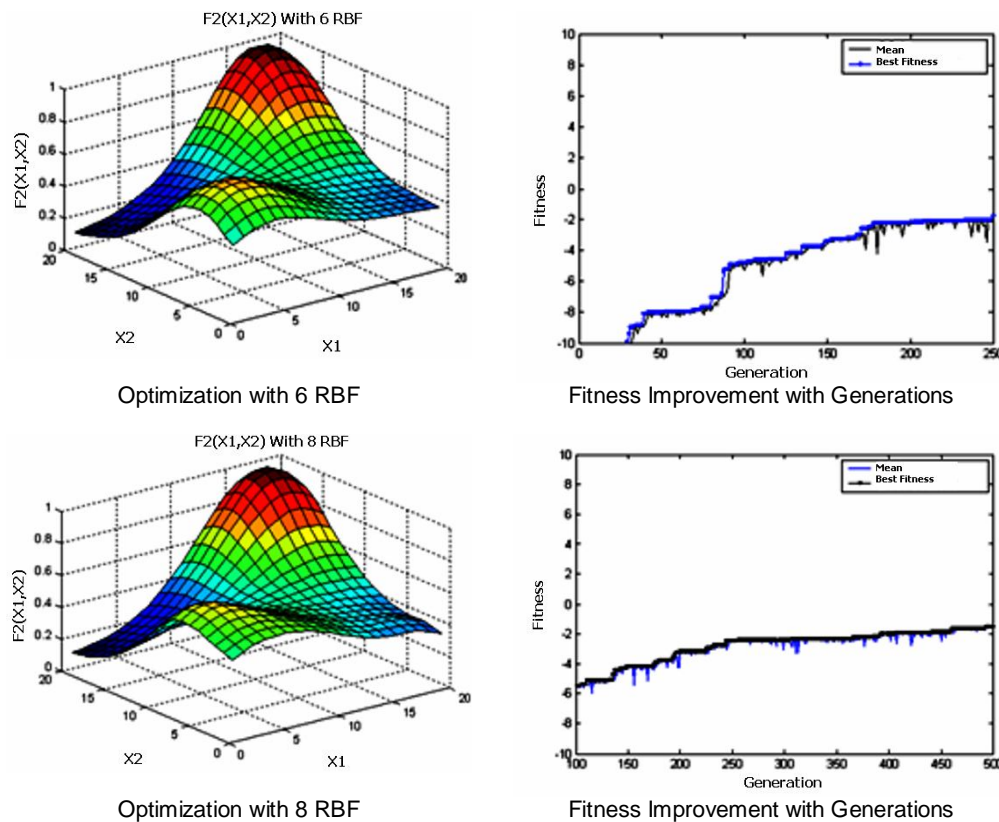 F2(X1,X2) With 6 RBF
F2(X1,X2)
1
0.8
0.6
0.4
0.2
0
20
15
10
5
0
X2
0
5
10
15
20
X1
Optimization with 6 RBF
Mean
Best Fitness
Fitness
10
8
6
4
2
0
-2
-4
-6
-8
-10
0 50 100 150 200 250
Generation
Fitness Improvement with Generations
F2(X1,X2) With 8 RBF
F2(X1,X2)
1
0.8
0.6
0.4
0.2
0
20
15
10
5
0
X2
0
5
10
15
20
X1
Optimization with 8 RBF
Mean
Best Fitness
Fitness
10
8
6
4
2
0
-2
-4
-6
-8
-10
100 150 200 250 300 350 400 450 500
Generation
Fitness Improvement with Generations